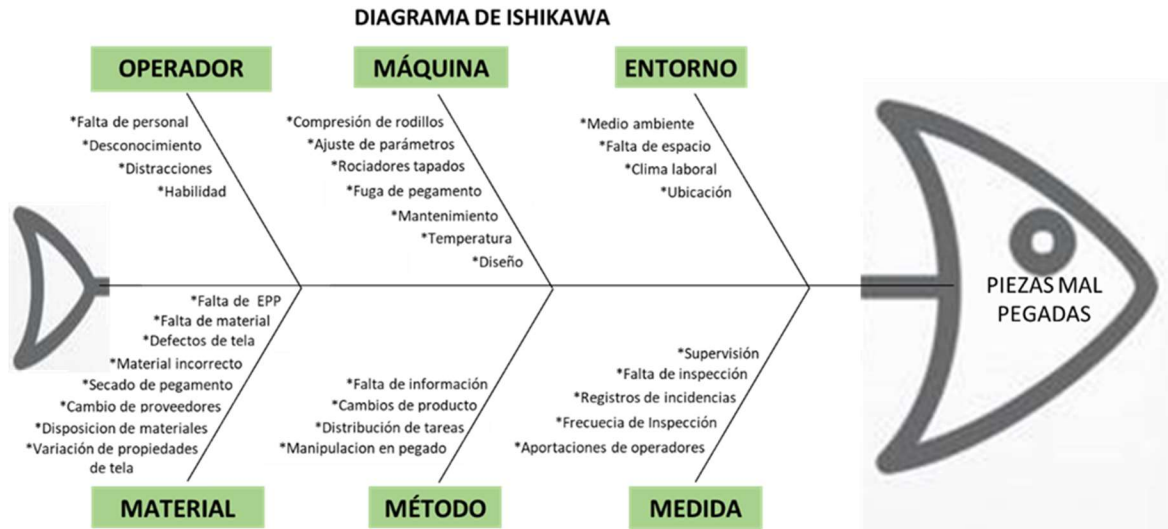 DIAGRAMA DE ISHIKAWA
OPERADOR
*Falta de personal
*Desconocimiento
*Distracciones
*Habilidad
MÁQUINA
*Compresión de rodillos
*Ajuste de parámetros
*Rociadores tapados
*Fuga de pegamento
*Mantenimiento
*Temperatura
*Diseño
ENTORNO
*Medio ambiente
*Falta de espacio
*Clima laboral
*Ubicación
PIEZAS MAL
PEGADAS
*Falta de EPP
*Falta de material
*Defectos de tela
*Material incorrecto
*Secado de pegamento
*Cambio de proveedores
*Disposicion de materiales
*Variación de propiedades
de tela
MATERIAL
*Falta de información
*Cambios de producto
*Distribución de tareas
*Manipulacion en pegado
MÉTODO
*Supervisión
*Falta de inspección
*Registros de incidencias
*Frecuecia de Inspección
*Aportaciones de operadores
MEDIDA